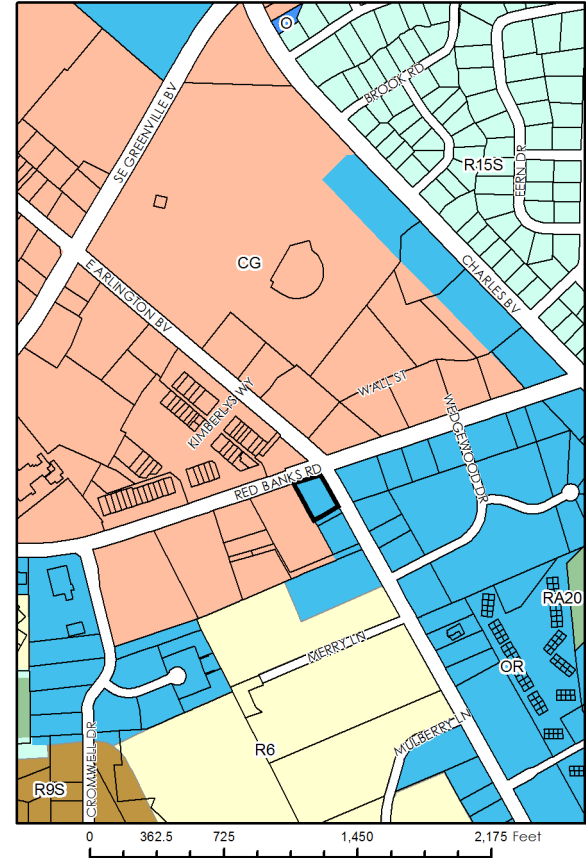 O
BROOK RD
SE GREENVILLE BV
R15S
FERN DR
CG
CHARLES BV
E ARLINGTON BV
WALL ST
KIMBERLYS WY
WEDGEWOOD DR
RED BANKS RD
RA20
MERRY LN
OR
MULBERRY LN
R6
CROMWELL DR
R9S
0 362.5 725 1,450 2,175 Feet